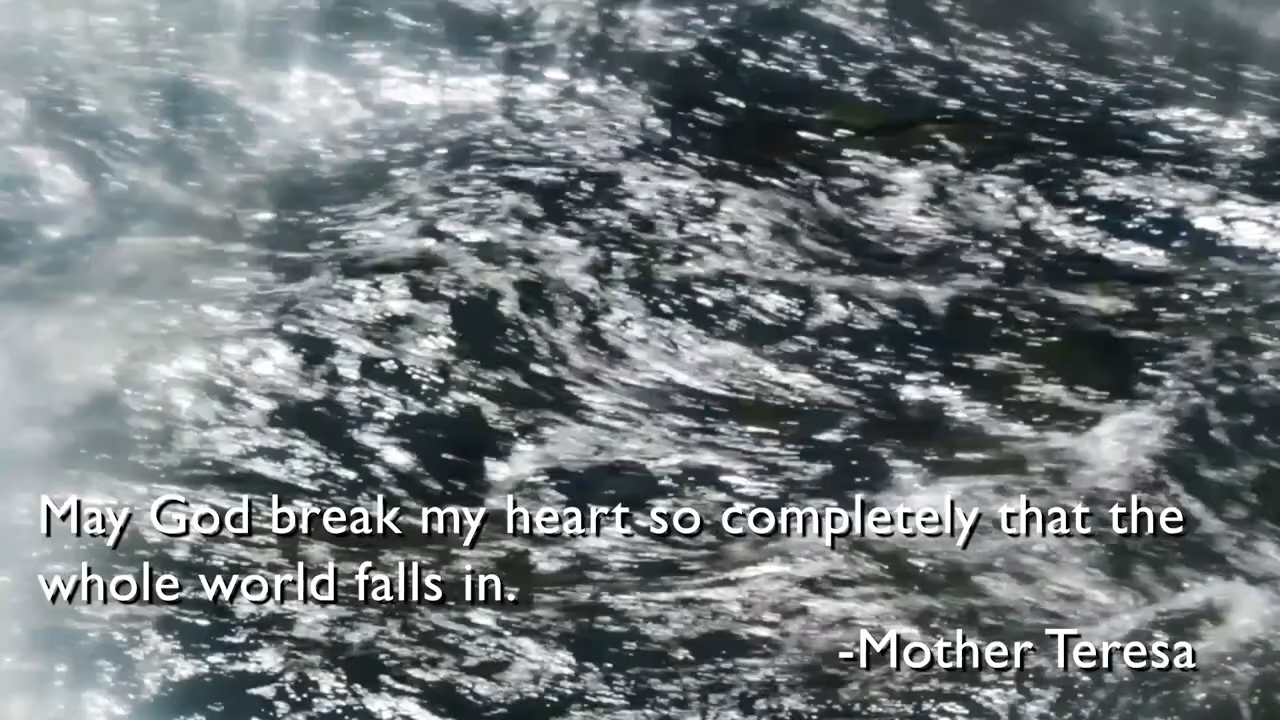 May God break my heart so completely that the
whole world falls in.
-Mother Teresa